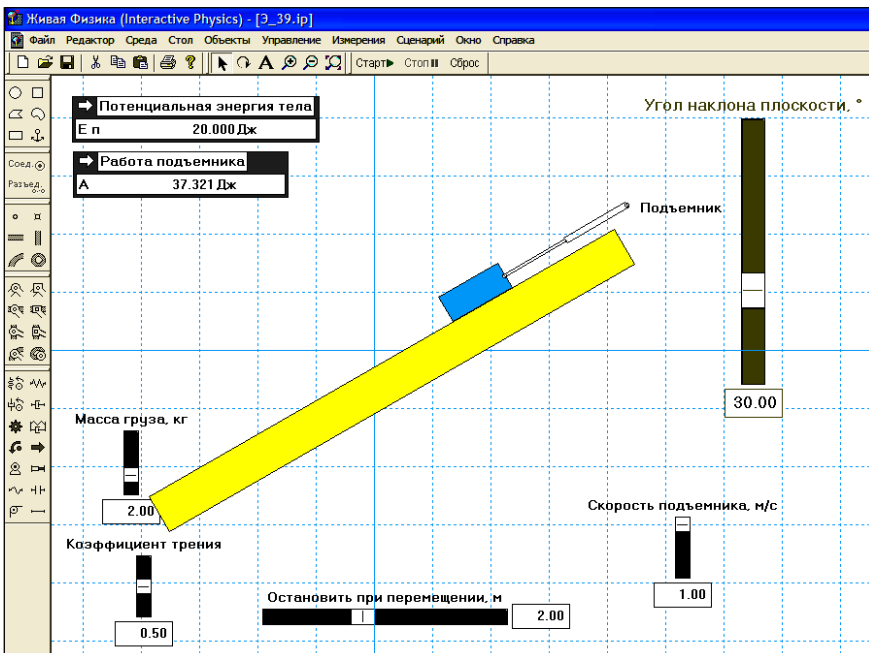 Живая Физика (Interactive Physics) - [Э_39.ip]
Файл Редактор Среда Стол Объекты Управление Измерения Сценарий Окно Справка
Старт Стоп Сброс
Соед.
Разъед.
Потенциальная энергия тела
Е п 20.000 Дж
Работа подъемника
А 37.321 Дж
Угол наклона плоскости, °
30.00
Подъемник
Масса груза, кг
2.00
Коэффициент трения
0.50
Остановить при перемещении, м
2.00
Скорость подъемника, м/с
1.00